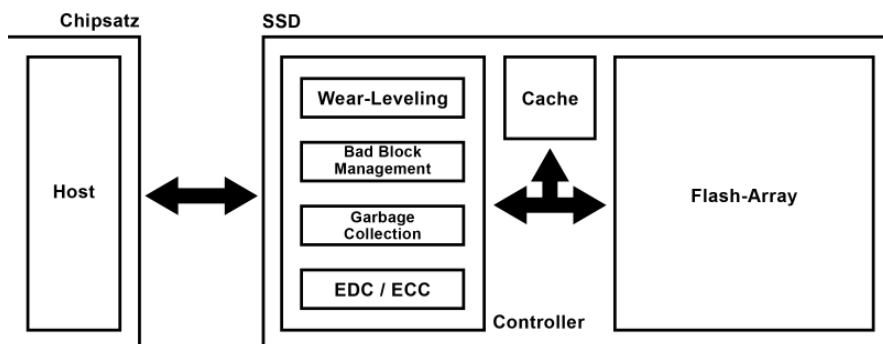 Chipsatz
SSD
Host
Wear-Leveling
Bad Block
Management
Garbage
Collection
EDC / ECC
Controller
Cache
Flash-Array